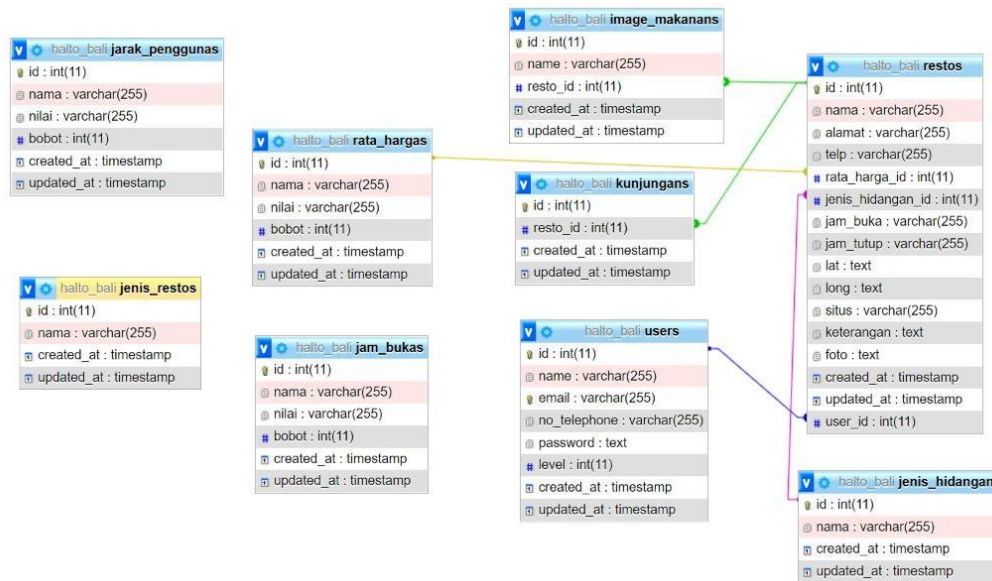 halto_bali jarak_penggunas
id : int(11)
nama : varchar(255)
nilai : varchar(255)
bobot : int(11)
created_at : timestamp
updated_at : timestamp
halto_bali jenis_restos
id : int(11)
nama : varchar(255)
created_at : timestamp
updated_at : timestamp
halto_bali rata_hargas
id : int(11)
nama : varchar(255)
nilai : varchar(255)
bobot : int(11)
created_at : timestamp
updated_at : timestamp
halto_bali jam_bukas
id : int(11)
nama : varchar(255)
nilai : varchar(255)
bobot : int(11)
created_at : timestamp
updated_at : timestamp
halto_bali image_makanans
id : int(11)
name : varchar(255)
resto_id : int(11)
created_at : timestamp
updated_at : timestamp
halto_bali kunjungans
id : int(11)
resto_id : int(11)
created_at : timestamp
updated_at : timestamp
halto_bali users
id : int(11)
name : varchar(255)
email : varchar(255)
no_telephone : varchar(255)
password : text
level : int(11)
created_at : timestamp
updated_at : timestamp
halto_bali restos
id : int(11)
nama : varchar(255)
alamat : varchar(255)
telp : varchar(255)
rata_harga_id : int(11)
jenis_hidangan_id : int(11)
jam_buka : varchar(255)
jam_tutup : varchar(255)
lat : text
long : text
situs : varchar(255)
keterangan : text
foto : text
created_at : timestamp
updated_at : timestamp
user_id : int(11)
halto_bali jenis_hidangan
id : int(11)
nama : varchar(255)
created_at : timestamp
updated_at : timestamp